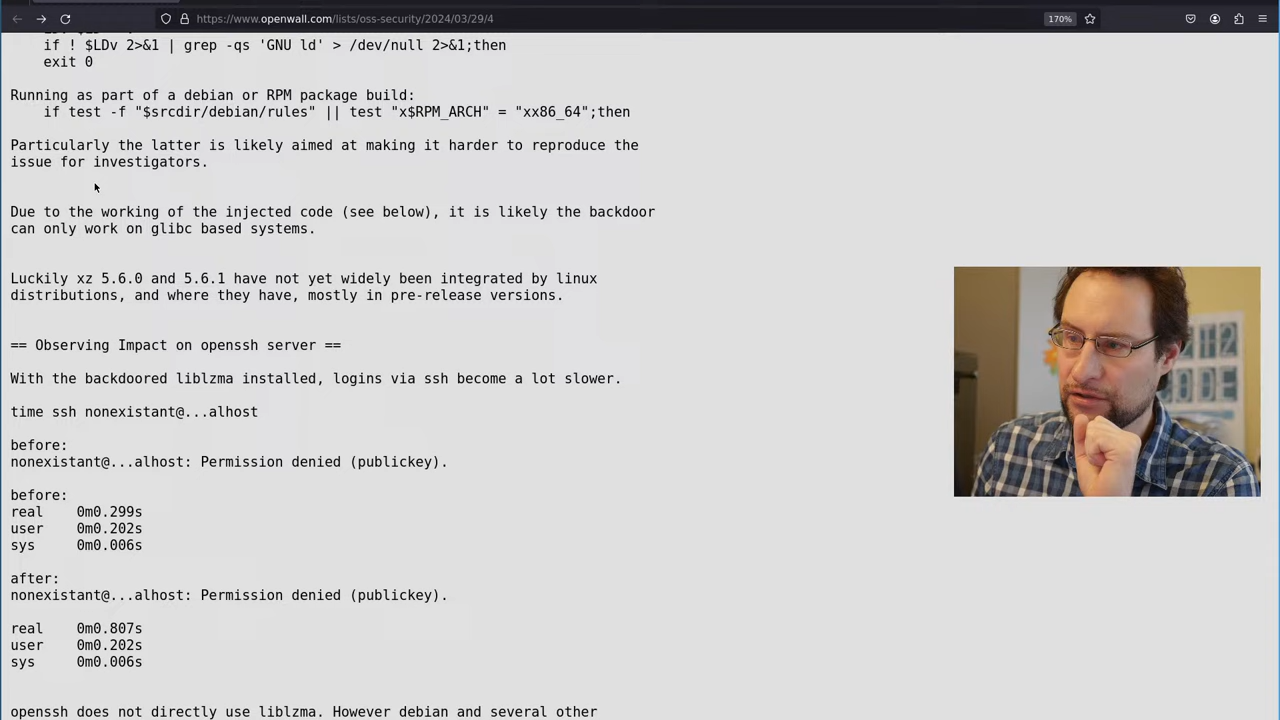 https://www.openwall.com/lists/oss-security/2024/03/29/4
170%
if ! $LDv 2>&1 | grep -qs 'GNU ld' > /dev/null 2>&1;then
exit 0
Running as part of a debian or RPM package build:
if test -f "$srcdir/debian/rules" || test "x$RPM_ARCH" = "xx86_64";then
Particularly the latter is likely aimed at making it harder to reproduce the
issue for investigators.
Due to the working of the injected code (see below), it is likely the backdoor
can only work on glibc based systems.
Luckily xz 5.6.0 and 5.6.1 have not yet widely been integrated by linux
distributions, and where they have, mostly in pre-release versions.
== Observing Impact on openssh server ==
With the backdoored liblzma installed, logins via ssh become a lot slower.
time ssh nonexistant@...alhost
before:
nonexistant@...alhost: Permission denied (publickey).
before:
real 0m0.299s
user 0m0.202s
sys 0m0.006s
after:
nonexistant@...alhost: Permission denied (publickey).
real 0m0.807s
user 0m0.202s
sys 0m0.006s
openssh does not directly use liblzma. However debian and several other